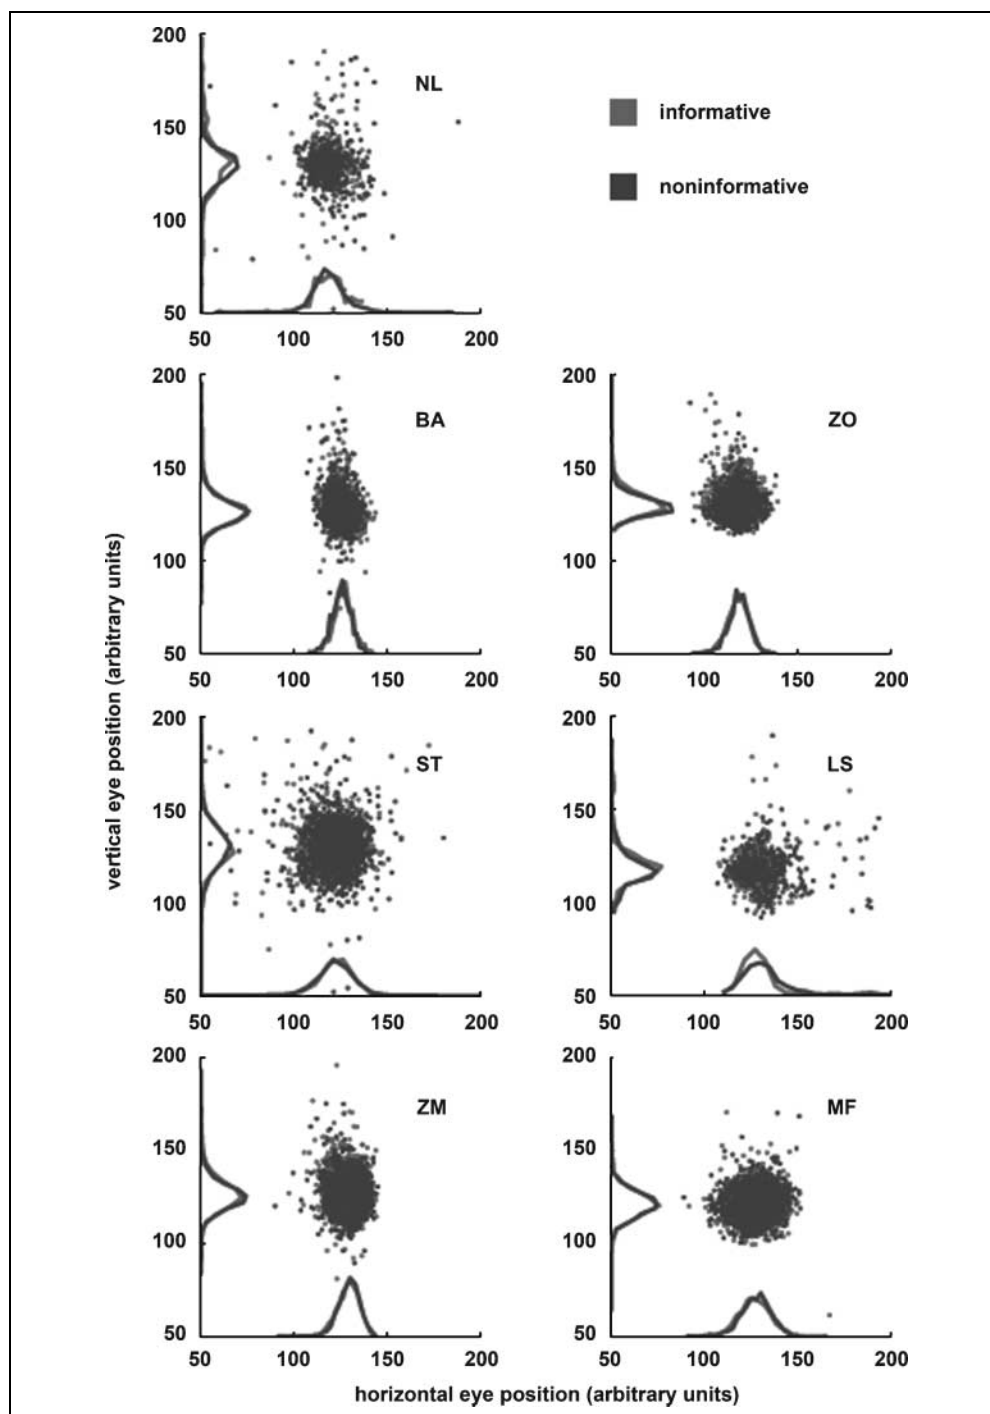 200
NL
informative
150
noninformative
100
50
50 100 150 200
200 200
BA ZO
150 150
100 100
50 50
50 100 150 200 50 100 150 200
200 200
ST LS
150 150
100 100
50 50
50 100 150 200 50 100 150 200
200 200
ZM MF
150 150
100 100
50 50
50 100 150 200 50 100 150 200
vertical eye position (arbitrary units)
horizontal eye position (arbitrary units)